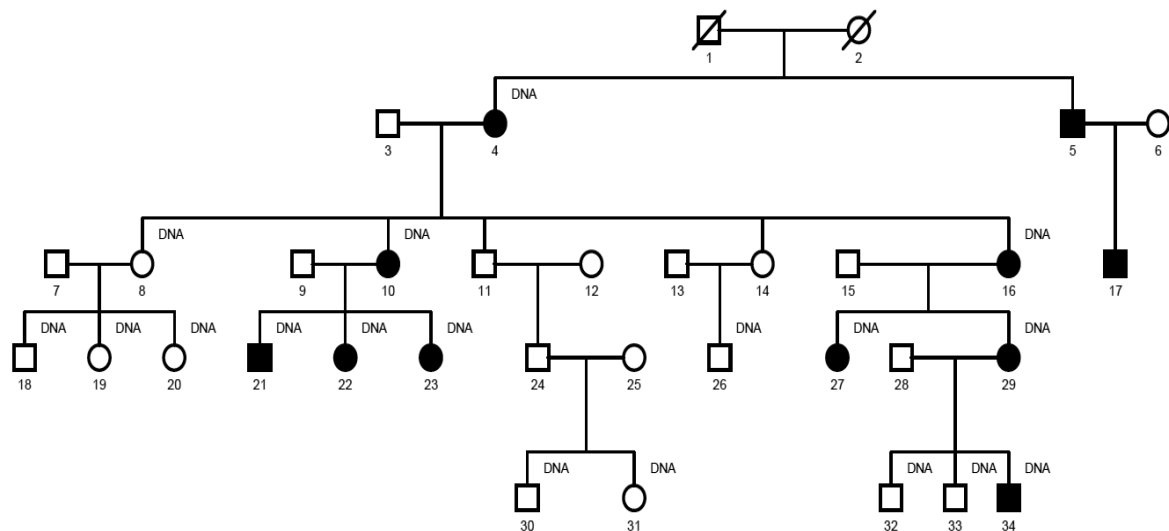 1 2
DNA
3 4 5 6
DNA DNA DNA
7 8 9 10 11 12 13 14 15 16 17
DNA DNA DNA DNA DNA DNA DNA DNA DNA
18 19 20 21 22 23 24 25 26 27 28 29
DNA DNA DNA DNA DNA
30 31 32 33 34